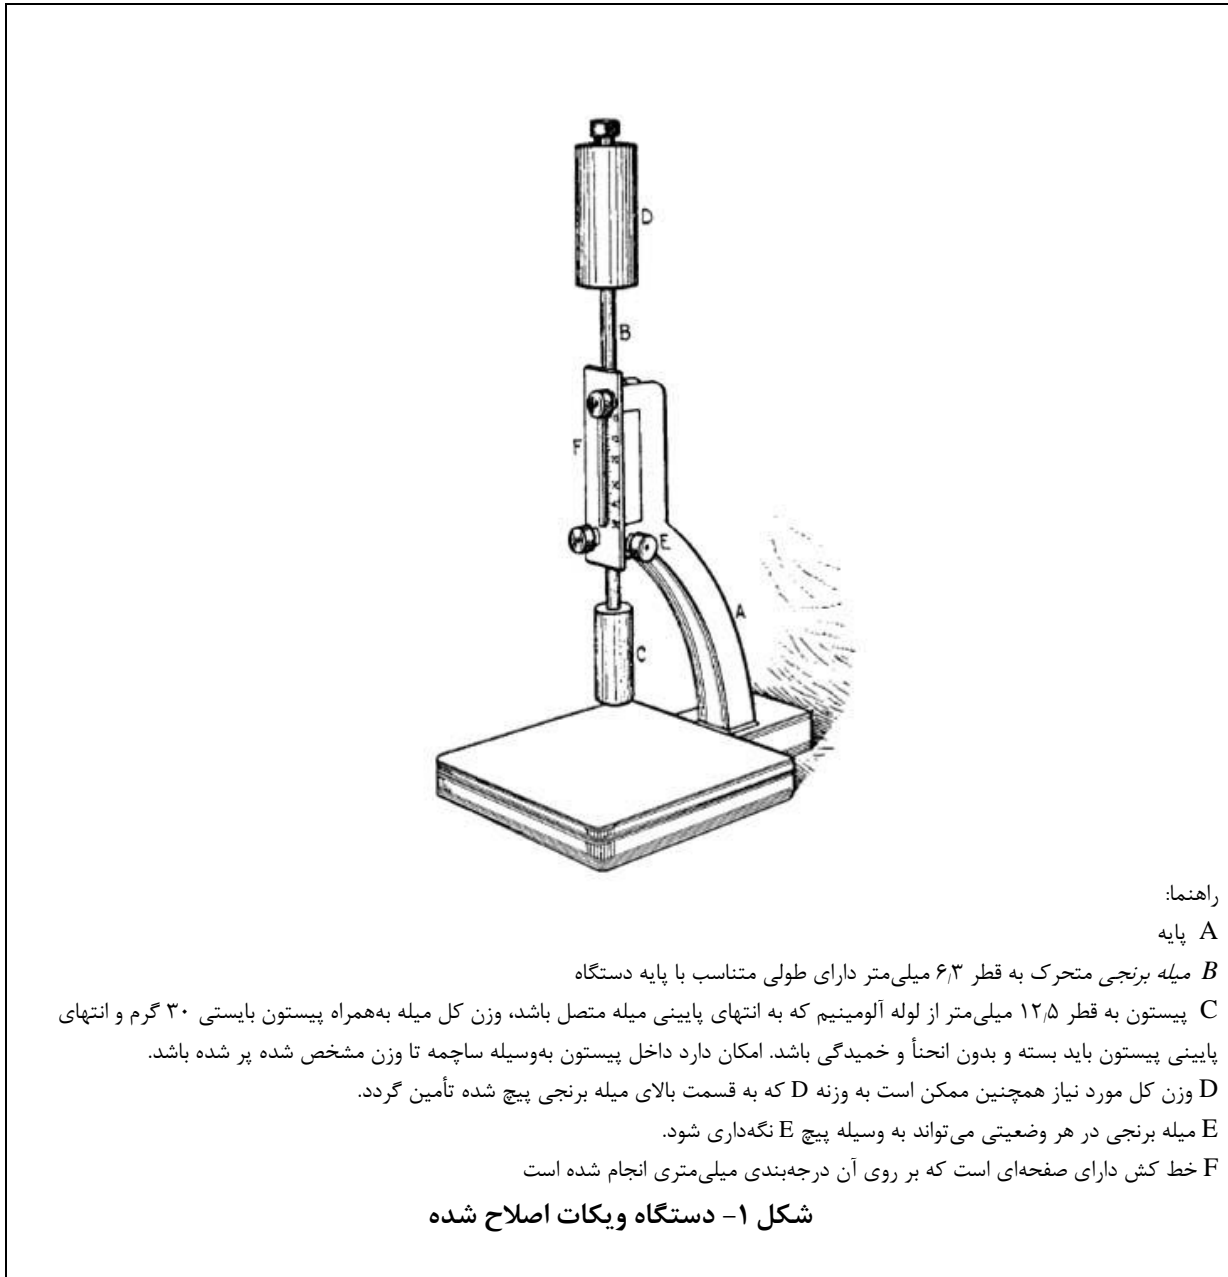 D
B
F
E
A
C
راهنما:
A پایه
B میله برنجی متحرک به قطر ۶٫۳ میلی‌متر دارای طولی متناسب با پایه دستگاه
C پیستون به قطر ۱۲٫۵ میلی‌متر از لوله آلومینیم که به انتهای پایینی میله متصل باشد، وزن کل میله به‌همراه پیستون بایستی ۳۰ گرم و انتهای
پایینی پیستون باید بسته و بدون انحنأ و خمیدگی باشد. امکان دارد داخل پیستون به‌وسیله ساچمه تا وزن مشخص شده پر شده باشد.
D وزن کل مورد نیاز همچنین ممکن است به وزنه D که به قسمت بالای میله برنجی پیچ شده تأمین گردد.
E میله برنجی در هر وضعیتی می‌تواند به وسیله پیچ E نگه‌داری شود.
F خط کش دارای صفحه‌ای است که بر روی آن درجه‌بندی میلی‌متری انجام شده است
شکل ۱- دستگاه ویکات اصلاح شده